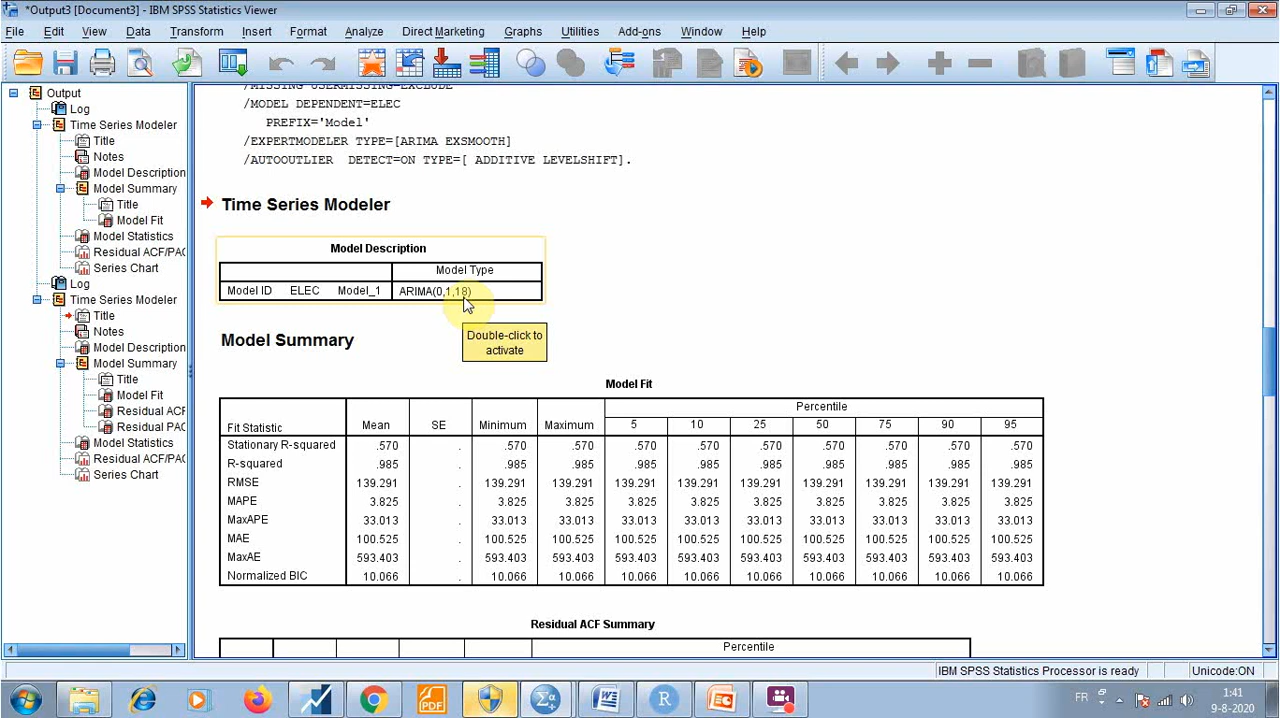 *Output3 [Document3] - IBM SPSS Statistics Viewer
File Edit View Data Transform Insert Format Analyze Direct Marketing Graphs Utilities Add-ons Window Help
Output
Log
Time Series Modeler
Title
Notes
Model Description
Model Summary
Title
Model Fit
Model Statistics
Residual ACF/PAC
Series Chart
Log
Time Series Modeler
Title
Notes
Model Description
Model Summary
Title
Model Fit
Residual ACF
Residual PAC
Model Statistics
Residual ACF/PAC
Series Chart
/MISSING USERMISSING=EXCLUDE
/MODEL DEPENDENT=ELEC
PREFIX='Model'
/EXPERTMODELER TYPE=[ARIMA EXSMOOTH]
/AUTOOUTLIER DETECT=ON TYPE=[ ADDITIVE LEVELSHIFT].
Time Series Modeler
Model Description
Model Type
Model ID ELEC Model_1 ARIMA(0,1,18)
Double-click to
activate
Model Summary
Model Fit
Percentile
Fit Statistic Mean SE Minimum Maximum 5 10 25 50 75 90 95
Stationary R-squared .570 . .570 .570 .570 .570 .570 .570 .570 .570 .570
R-squared .985 . .985 .985 .985 .985 .985 .985 .985 .985 .985
RMSE 139.291 . 139.291 139.291 139.291 139.291 139.291 139.291 139.291 139.291 139.291
MAPE 3.825 . 3.825 3.825 3.825 3.825 3.825 3.825 3.825 3.825 3.825
MaxAPE 33.013 . 33.013 33.013 33.013 33.013 33.013 33.013 33.013 33.013 33.013
MAE 100.525 . 100.525 100.525 100.525 100.525 100.525 100.525 100.525 100.525 100.525
MaxAE 593.403 . 593.403 593.403 593.403 593.403 593.403 593.403 593.403 593.403 593.403
Normalized BIC 10.066 . 10.066 10.066 10.066 10.066 10.066 10.066 10.066 10.066 10.066
Residual ACF Summary
Percentile
IBM SPSS Statistics Processor is ready Unicode:ON
PDF
W
R
FR
1:41
9-8-2020